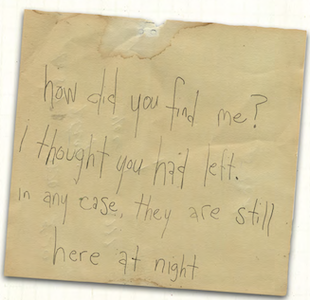 how did you find me?
I thought you had left.
in any case, they are still
here at night